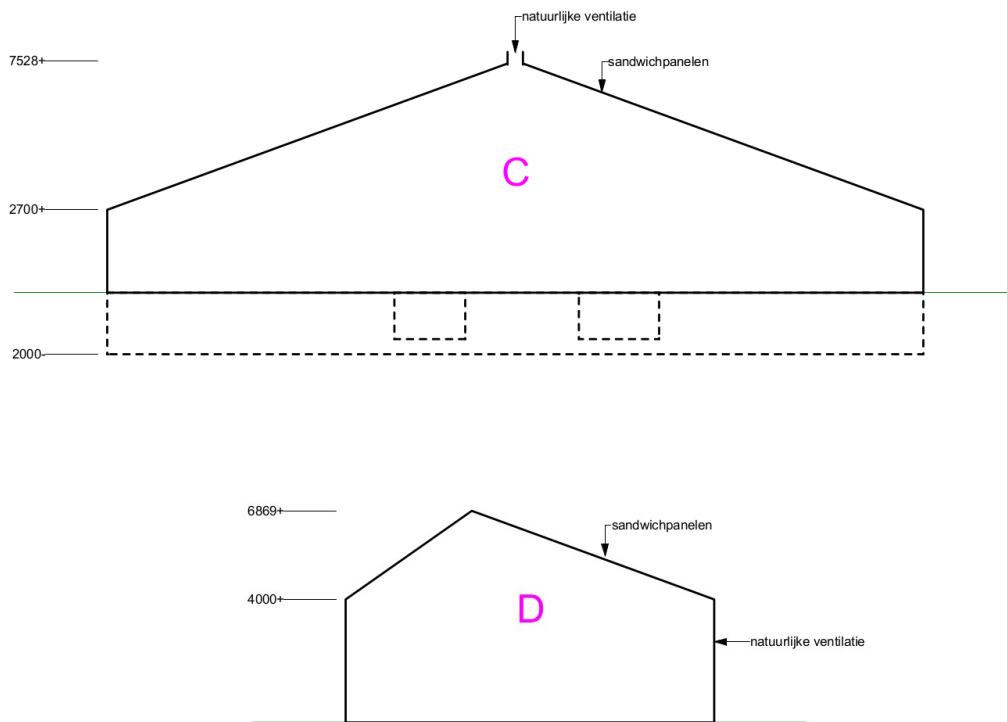 natuurlijke ventilatie
7528+
sandwichpanelen
C
2700+
2000-
6869+
sandwichpanelen
4000+
D
natuurlijke ventilatie